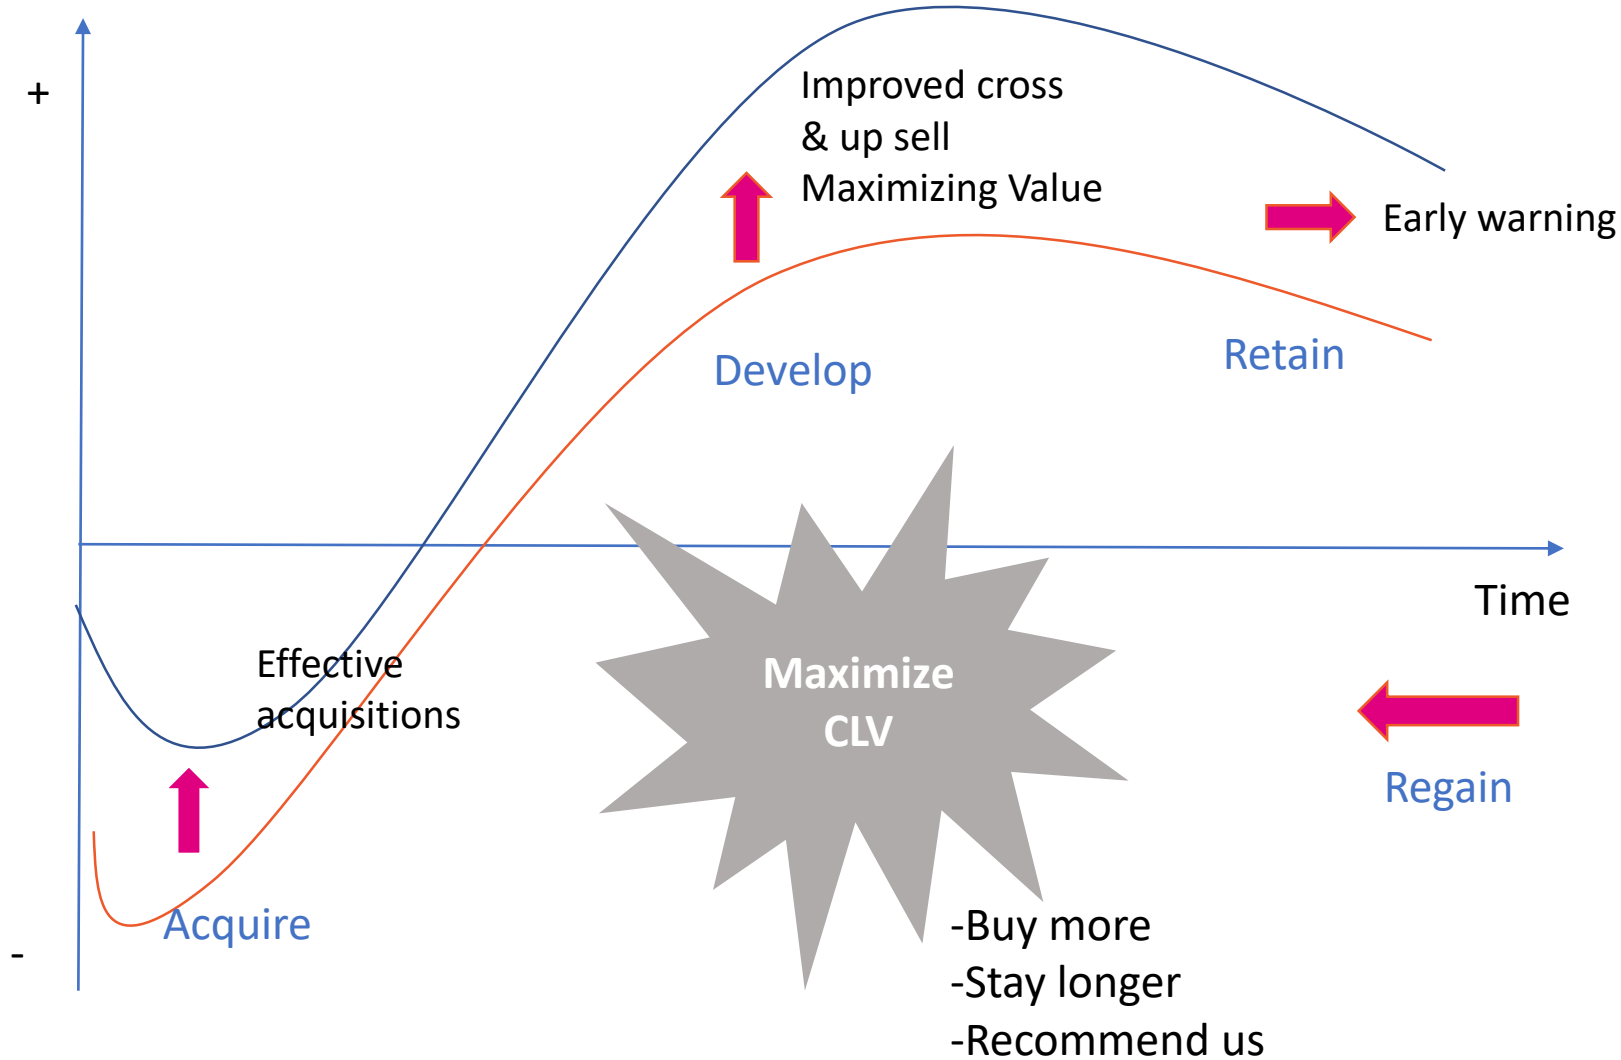 +
Improved cross
& up sell
Maximizing Value
Early warning
Develop
Retain
Time
Effective
acquisitions
Maximize
CLV
Regain
Acquire
-
-Buy more
-Stay longer
-Recommend us